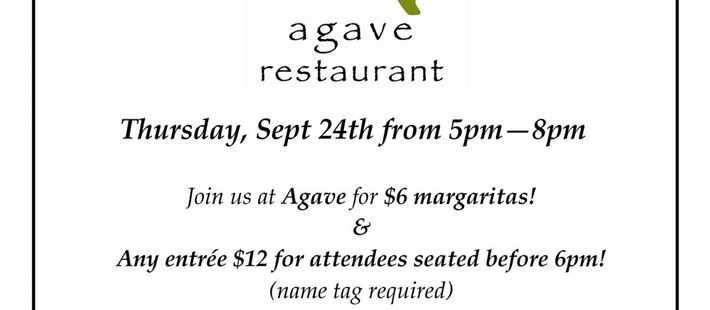 agave
restaurant
Thursday, Sept 24th from 5pm—8pm
Join us at Agave for $6 margaritas!
&
Any entrée $12 for attendees seated before 6pm!
(name tag required)